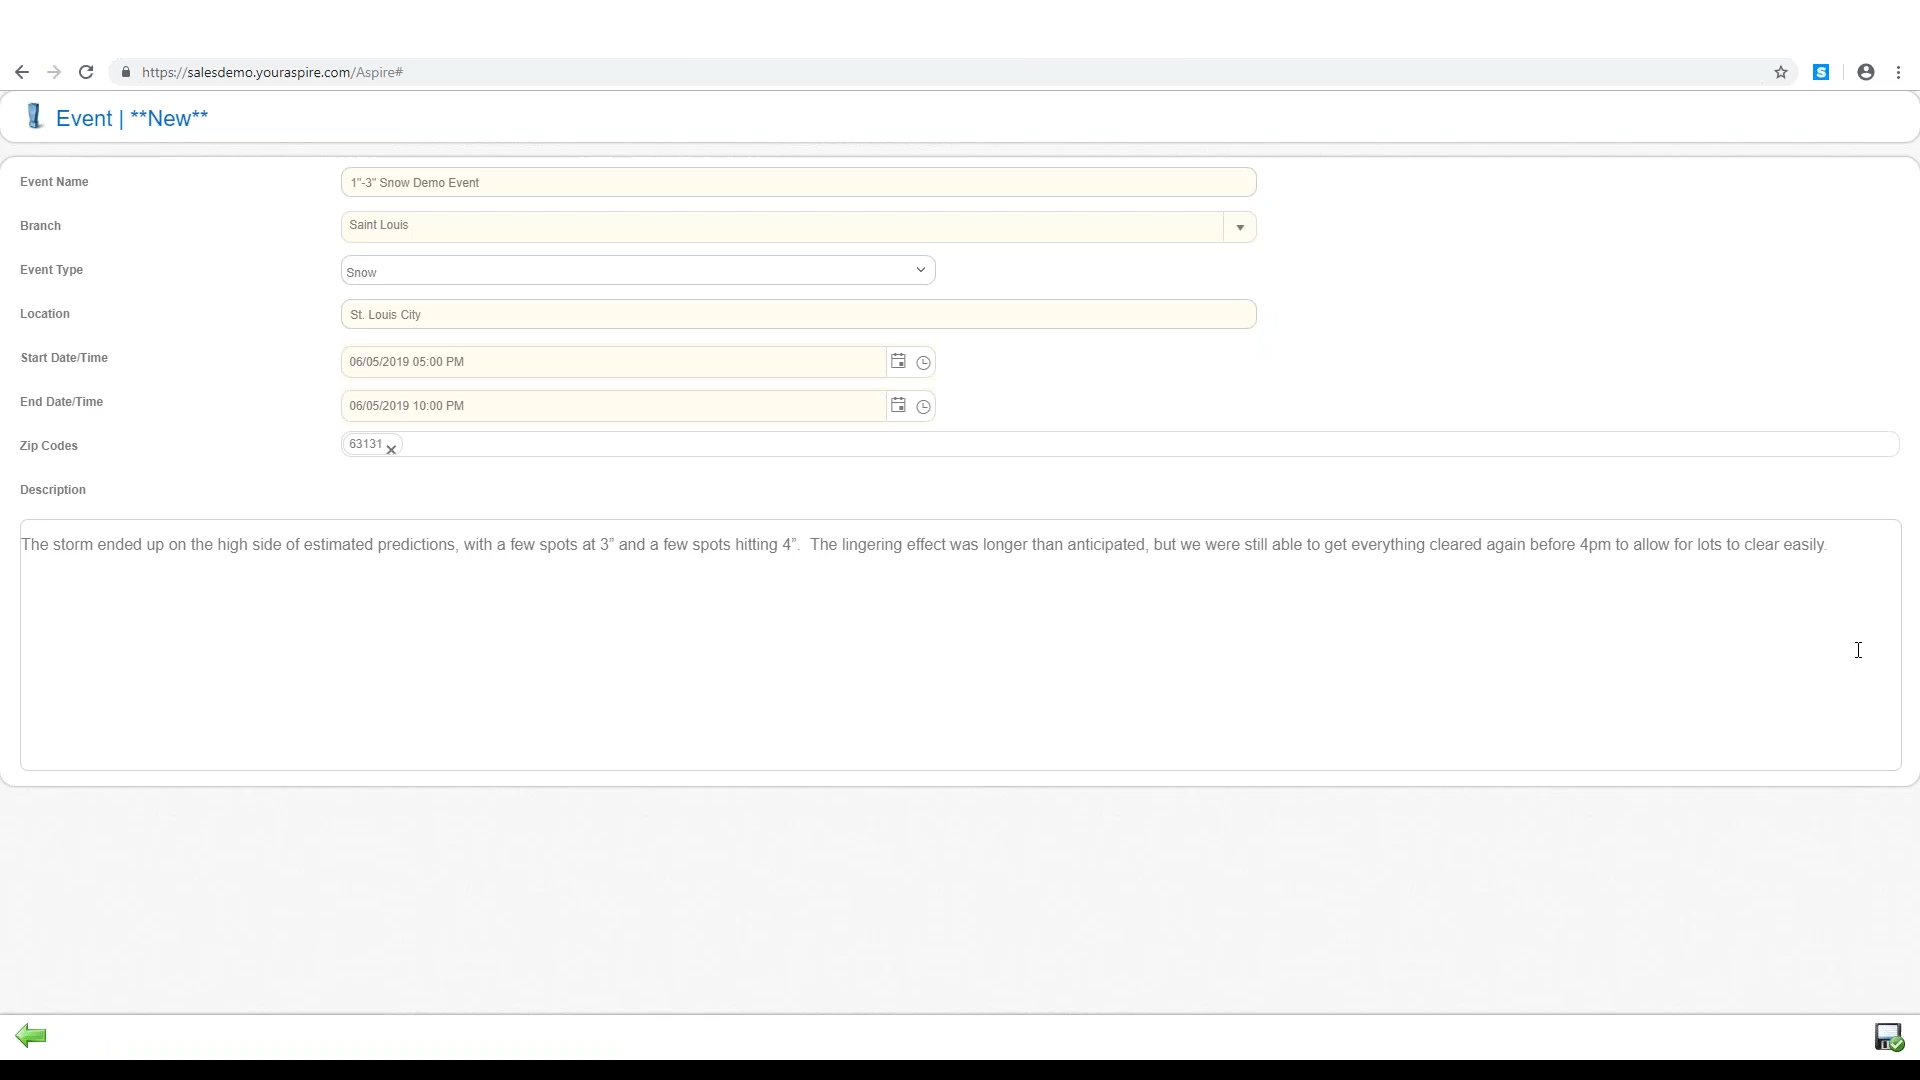 https://salesdemo.youraspire.com/Aspire#
S
Event | **New**
Event Name
1"-3" Snow Demo Event
Branch
Saint Louis
Event Type
Snow
Location
St. Louis City
Start Date/Time
06/05/2019 05:00 PM
End Date/Time
06/05/2019 10:00 PM
Zip Codes
63131
Description
The storm ended up on the high side of estimated predictions, with a few spots at 3” and a few spots hitting 4”.  The lingering effect was longer than anticipated, but we were still able to get everything cleared again before 4pm to allow for lots to clear easily.